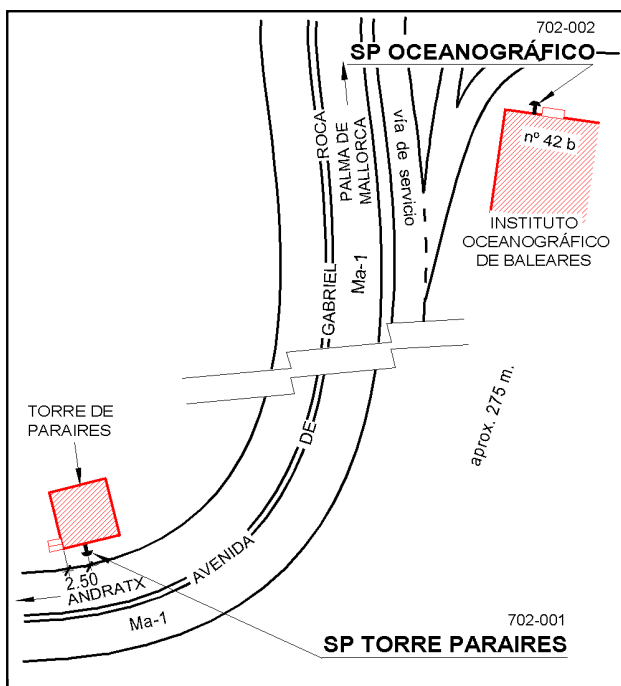 702-002
SP OCEANOGRÁFICO
nº 42 b
INSTITUTO
OCEANOGRÁFICO
DE BALEARES
PALMA DE
MALLORCA
vía de servicio
Ma-1
AVENIDA DE GABRIEL ROCA
aprox. 275 m.
TORRE DE
PARAIRES
2.50
ANDRATX
Ma-1
702-001
SP TORRE PARAIRES